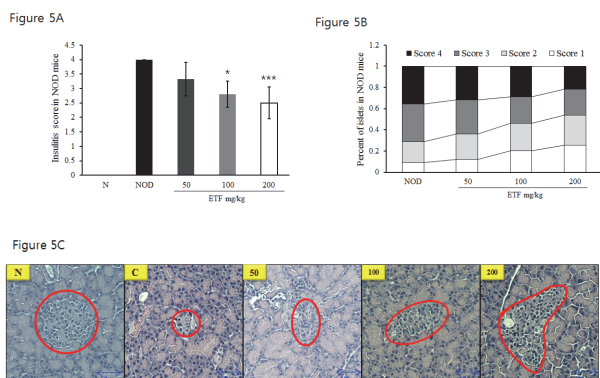 Figure 5A
Insulitis score in NOD mice
4.5
4
3.5
3
2.5
2
1.5
1
0.5
0
*
***
N
NOD
50
100
200
ETF mg/kg
Figure 5B
Percent of islets in NOD mice
1.2
1
0.8
0.6
0.4
0.2
0
Score 4
Score 3
Score 2
Score 1
NOD
50
100
200
ETF mg/kg
Figure 5C
N
C
50
100
200